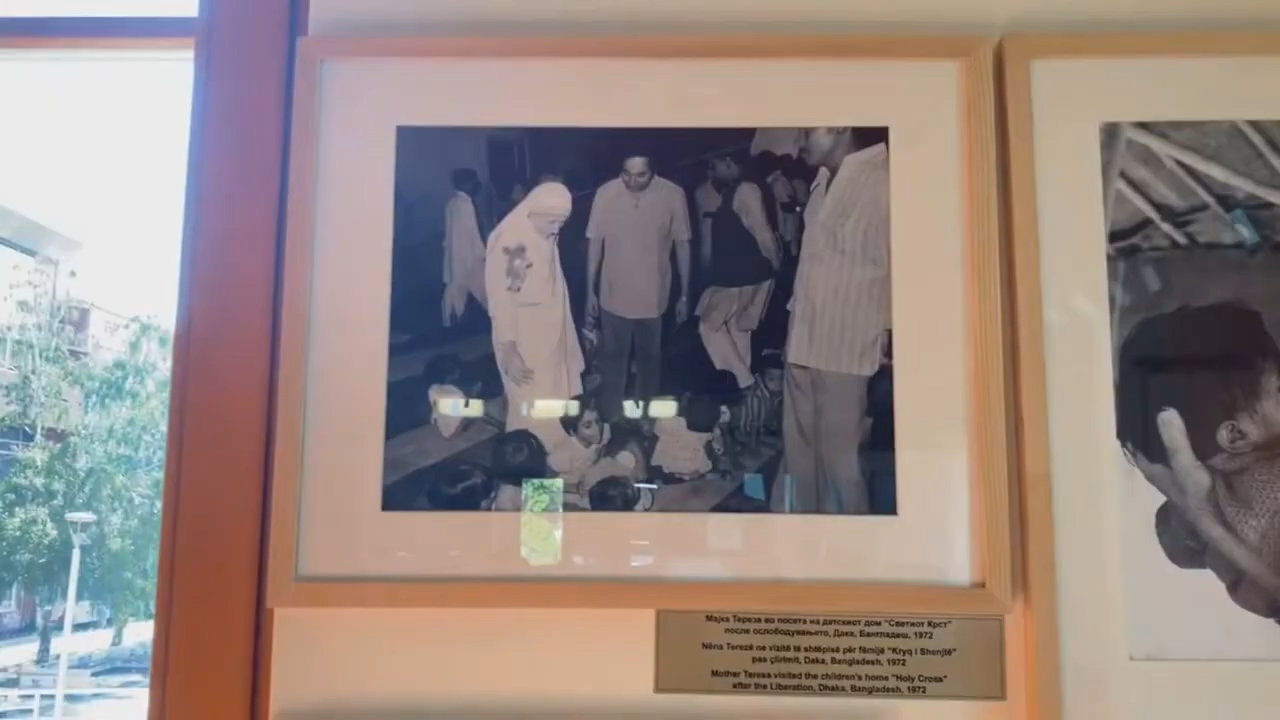 Мајка Тереза во посета на детскиот дом "Светиот Крст"
после ослободувањето, Дака, Бангладаш, 1972
Nëna Terezë ne vizitë të shtëpisë për fëmijë "Kryq i Shenjtë"
pas çlirimit, Daka, Bangladesh, 1972
Mother Teresa visited the children's home "Holy Cross"
after the Liberation, Dhaka, Bangladesh, 1972